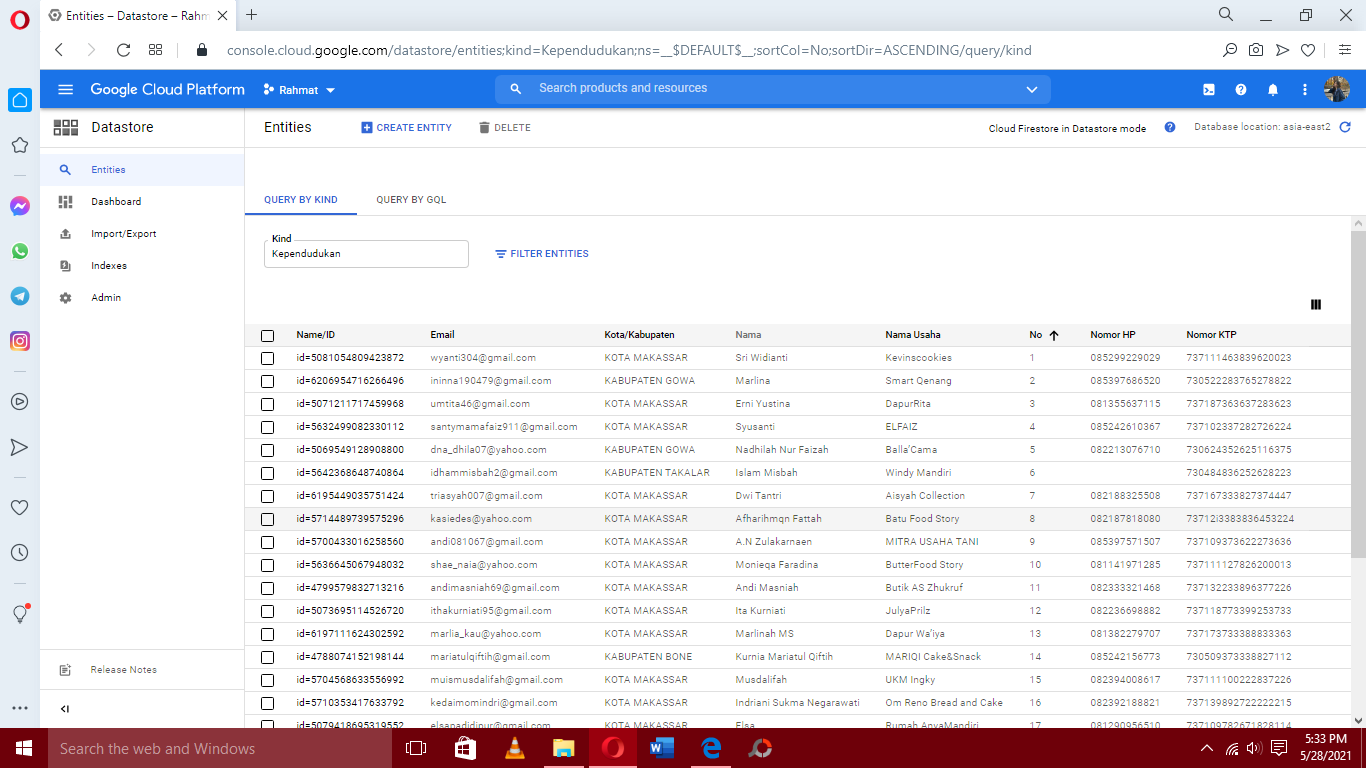 Entities – Datastore – Rahm
console.cloud.google.com/datastore/entities;kind=Kependudukan;ns=__$DEFAULT$__;sortCol=No;sortDir=ASCENDING/query/kind
Google Cloud Platform Rahmat Search products and resources
Datastore Entities CREATE ENTITY DELETE Cloud Firestore in Datastore mode Database location: asia-east2
Entities
Dashboard
Import/Export
Indexes
Admin
Release Notes
QUERY BY KIND QUERY BY GQL
Kind
Kependudukan FILTER ENTITIES
Name/ID Email Kota/Kabupaten Nama Nama Usaha No Nomor HP Nomor KTP
id=5081054809423872 wyanti304@gmail.com KOTA MAKASSAR Sri Widianti Kevinscookies 1 085299229029 737111463839620023
id=6206954716266496 ininna190479@gmail.com KABUPATEN GOWA Marlina Smart Qenang 2 085397686520 730522283765278822
id=5071211717459968 umtita46@gmail.com KOTA MAKASSAR Erni Yustina DapurRita 3 081355637115 737187363637283623
id=5632499082330112 santymamafaiz911@gmail.com KOTA MAKASSAR Syusanti ELFAIZ 4 085242610367 737102337282726224
id=5069549128908800 dna_dhila07@yahoo.com KABUPATEN GOWA Nadhilah Nur Faizah Balla'Cama 5 082213076710 730624352625116375
id=5642368648740864 idhammisbah2@gmail.com KABUPATEN TAKALAR Islam Misbah Windy Mandiri 6 730484836252628223
id=6195449035751424 triasyah007@gmail.com KOTA MAKASSAR Dwi Tantri Aisyah Collection 7 082188325508 737167333827374447
id=5714489739575296 kasiedes@yahoo.com KOTA MAKASSAR Afharihmqn Fattah Batu Food Story 8 082187818080 73712i3383836453224
id=5700433016258560 andi081067@gmail.com KOTA MAKASSAR A.N Zulakarnaen MITRA USAHA TANI 9 085397571507 737109373622273636
id=5636645067948032 shae_naia@yahoo.com KOTA MAKASSAR Monieqa Faradina ButterFood Story 10 081141971285 737111127826200013
id=4799579832713216 andimasniah69@gmail.com KOTA MAKASSAR Andi Masniah Butik AS Zhukruf 11 082333321468 737132233896377226
id=5073695114526720 ithakurniati95@gmail.com KOTA MAKASSAR Ita Kurniati JulyaPrilz 12 082236698882 737118773399253733
id=6197111624302592 marlia_kau@yahoo.com KOTA MAKASSAR Marlinah MS Dapur Wa'iya 13 081382279707 737173733388833363
id=4788074152198144 mariatulqiftih@gmail.com KABUPATEN BONE Kurnia Mariatul Qiftih MARIQI Cake&Snack 14 085242156773 730509373338827112
id=5704568633556992 muismusdalifah@gmail.com KOTA MAKASSAR Musdalifah UKM Ingky 15 082394008617 737111100222837226
id=5710353417633792 kedaimomindri@gmail.com KOTA MAKASSAR Indriani Sukma Negarawati Om Reno Bread and Cake 16 082392188821 737139892722222215
id=5079418695319552 elsapadidipur@gmail.com KOTA MAKASSAR Elsa Rumah AnyaMandiri 17 081290956510 737109782671828114
Search the web and Windows
5:33 PM
5/28/2021